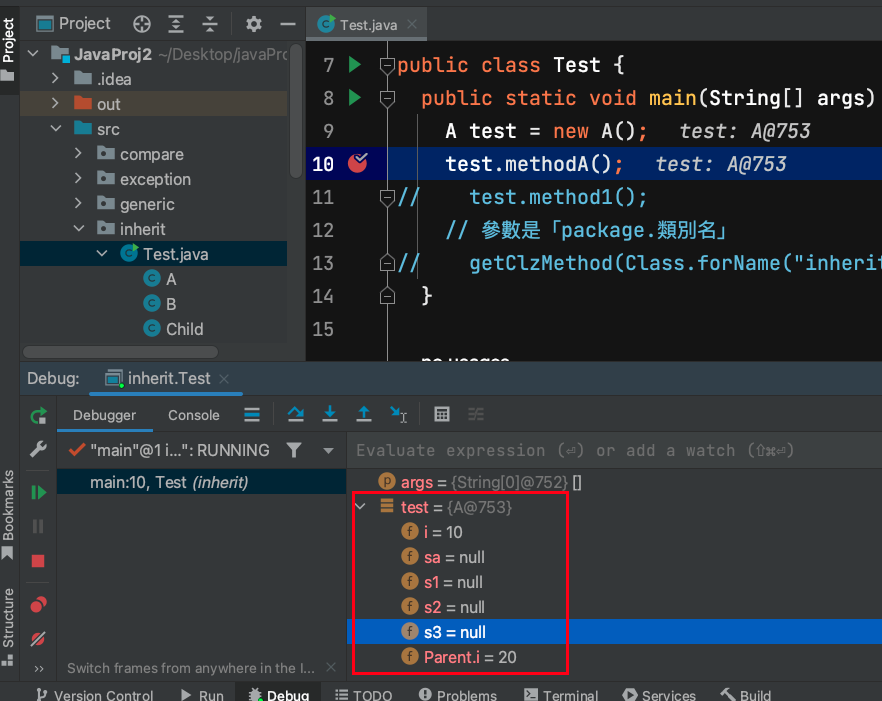 Project
Test.java
Project
JavaProj2 ~/Desktop/javaPro
.idea
out
src
compare
exception
generic
inherit
Test.java
A
B
Child
7 public class Test {
8 public static void main(String[] args)
9 A test = new A(); test: A@753
10 test.methodA(); test: A@753
11 // test.method1();
12 // 參數是「package.類別名」
13 // getClzMethod(Class.forName("inherit
14 }
15
no usages
Debug: inherit.Test
Debugger Console
"main"@1 i...": RUNNING
Evaluate expression (⏎) or add a watch (⇧⌘⏎)
main:10, Test (inherit)
args = {String[0]@752} []
test = {A@753}
i = 10
sa = null
s1 = null
s2 = null
s3 = null
Parent.i = 20
Switch frames from anywhere in the I...
Bookmarks
Structure
Version Control Run Debug TODO Problems Terminal Services Build